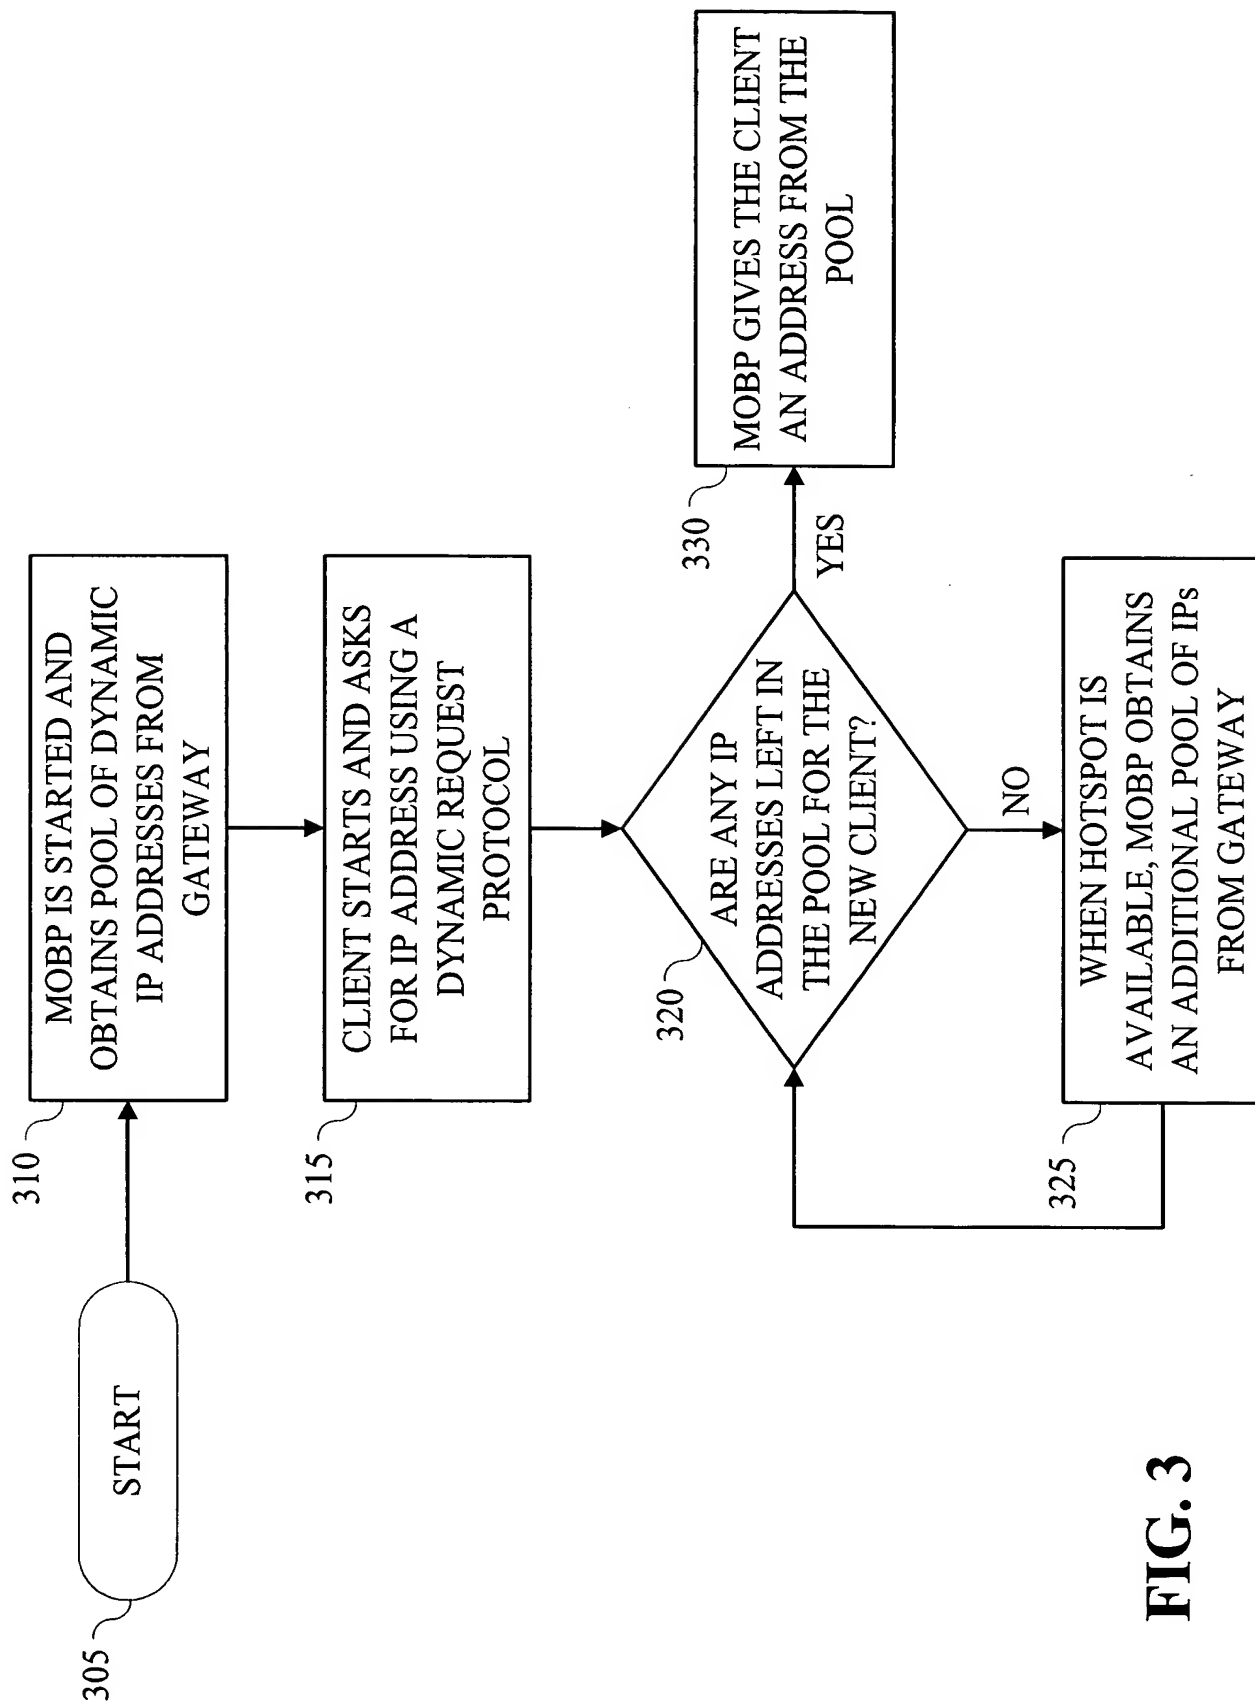 305
START
310
MOBP IS STARTED AND
OBTAINS POOL OF DYNAMIC
IP ADDRESSES FROM
GATEWAY
315
CLIENT STARTS AND ASKS
FOR IP ADDRESS USING A
DYNAMIC REQUEST
PROTOCOL
320
ARE ANY IP
ADDRESSES LEFT IN
THE POOL FOR THE
NEW CLIENT?
YES
330
MOBP GIVES THE CLIENT
AN ADDRESS FROM THE
POOL
NO
325
WHEN HOTSPOT IS
AVAILABLE, MOBP OBTAINS
AN ADDITIONAL POOL OF IPs
FROM GATEWAY
FIG. 3